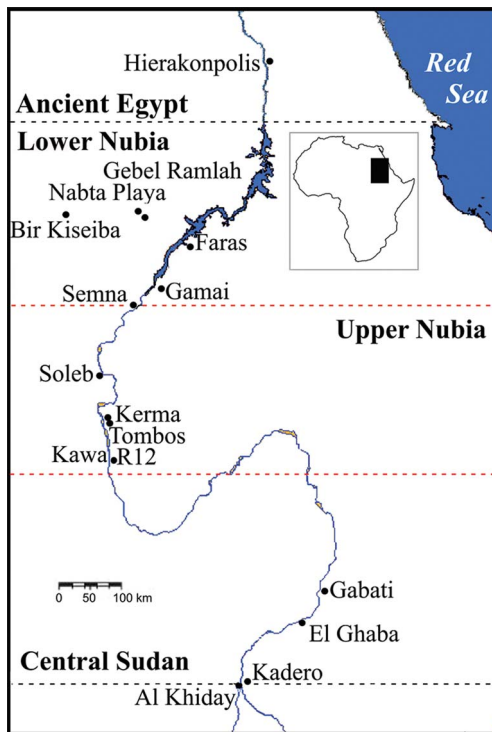 Hierakonpolis
Red
Sea
Ancient Egypt
Lower Nubia
Gebel Ramlah
Nabta Playa
Bir Kiseiba
Faras
Semna
Gamai
Upper Nubia
Soleb
Kerma
Tombos
Kawa
R12
0 50 100 km
Gabati
El Ghaba
Central Sudan
Kadero
Al Khiday